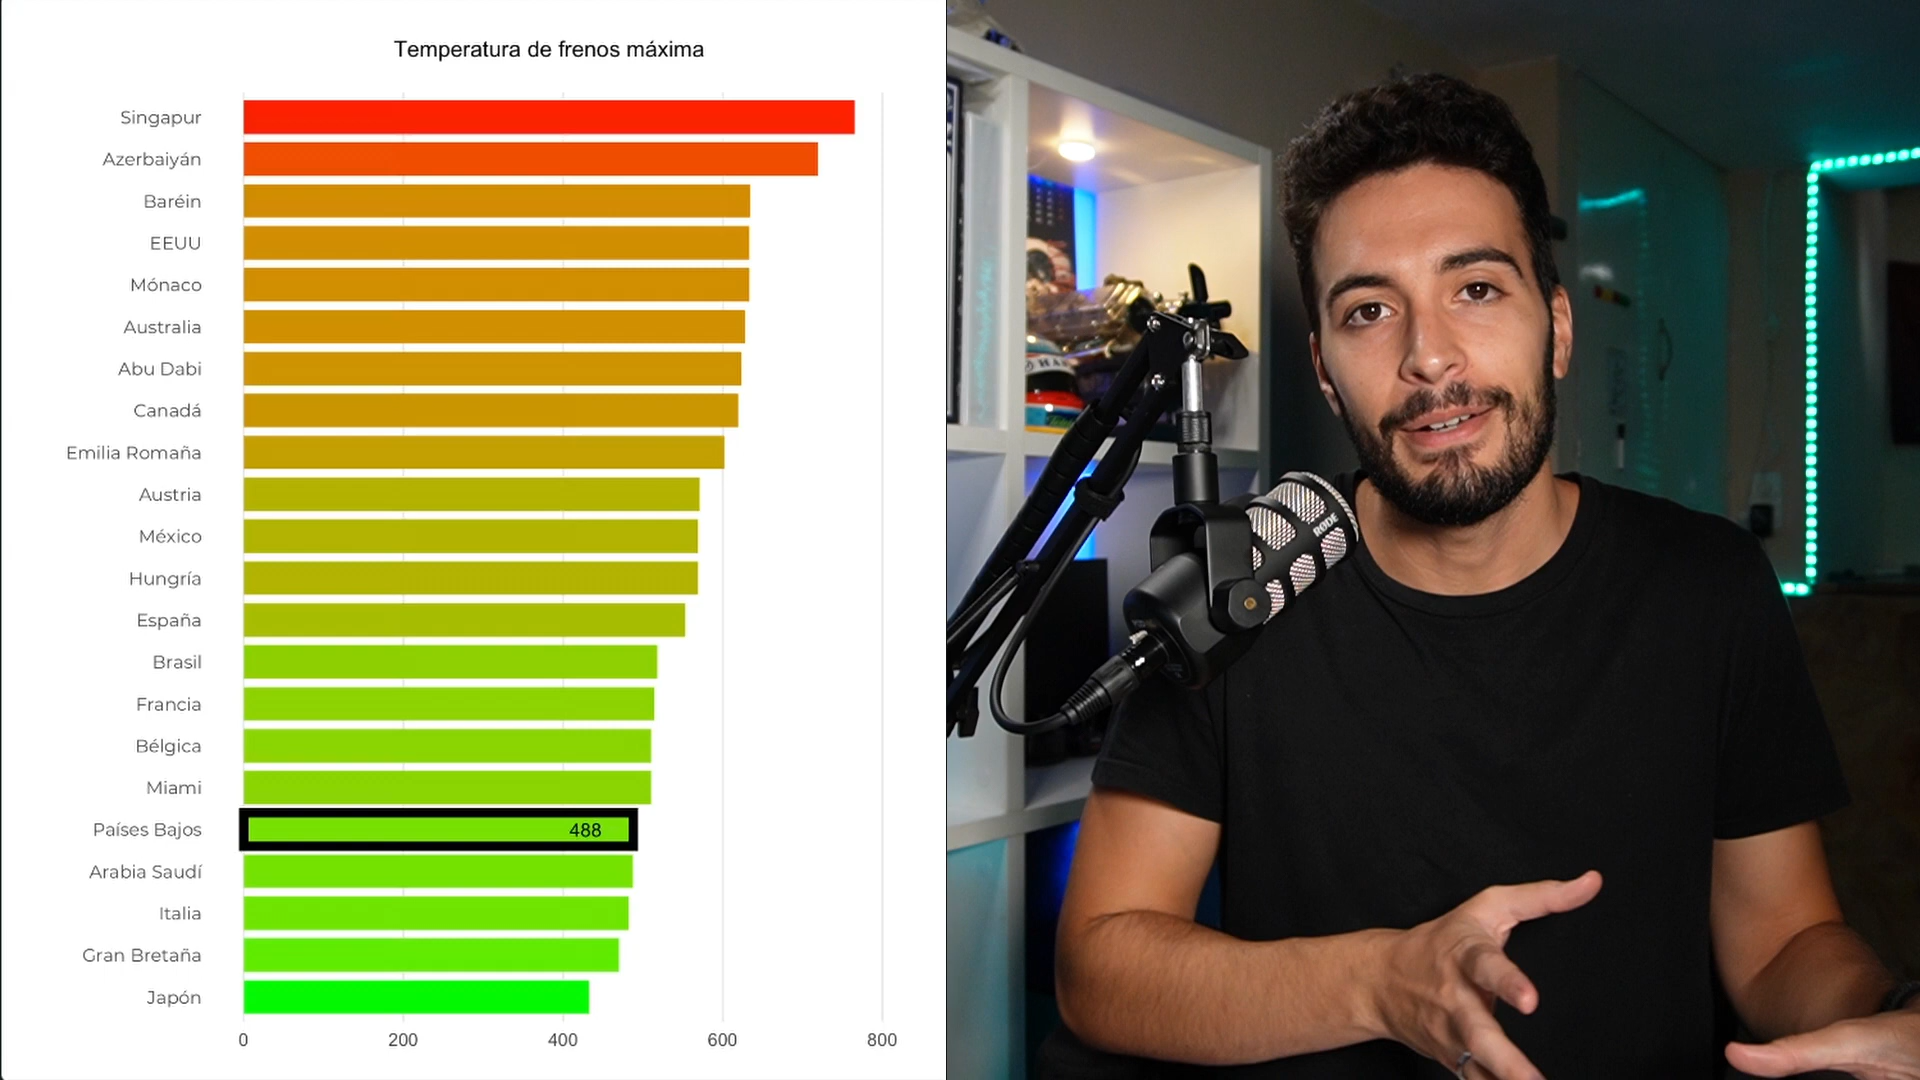 Temperatura de frenos máxima
Singapur
Azerbaiyán
Baréin
EEUU
Mónaco
Australia
Abu Dabi
Canadá
Emilia Romaña
Austria
México
Hungría
España
Brasil
Francia
Bélgica
Miami
Países Bajos 488
Arabia Saudí
Italia
Gran Bretaña
Japón
0 200 400 600 800
RODE